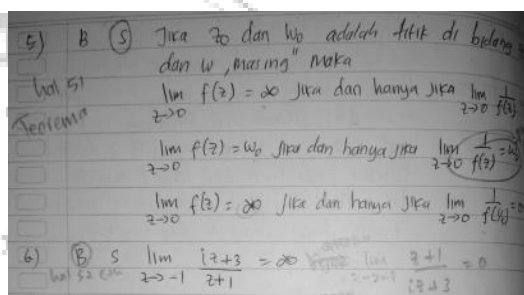 5) B S Jika z0 dan w0 adalah titik di bidang z
dan w, masing" maka
hal 51
lim f(z) = ∞ jika dan hanya jika lim 1/f(z)
z→0 z→0
Teorema
lim f(z) = w0 jika dan hanya jika lim 1/f(z) = w0
z→0 z→0
lim f(z) = ∞ jika dan hanya jika lim 1/f(z) = 0
z→0 z→0
6) B S lim iz+3/z+1 = ∞ lim z+1/iz+3 = 0
hal 52 z→-1 z→-1